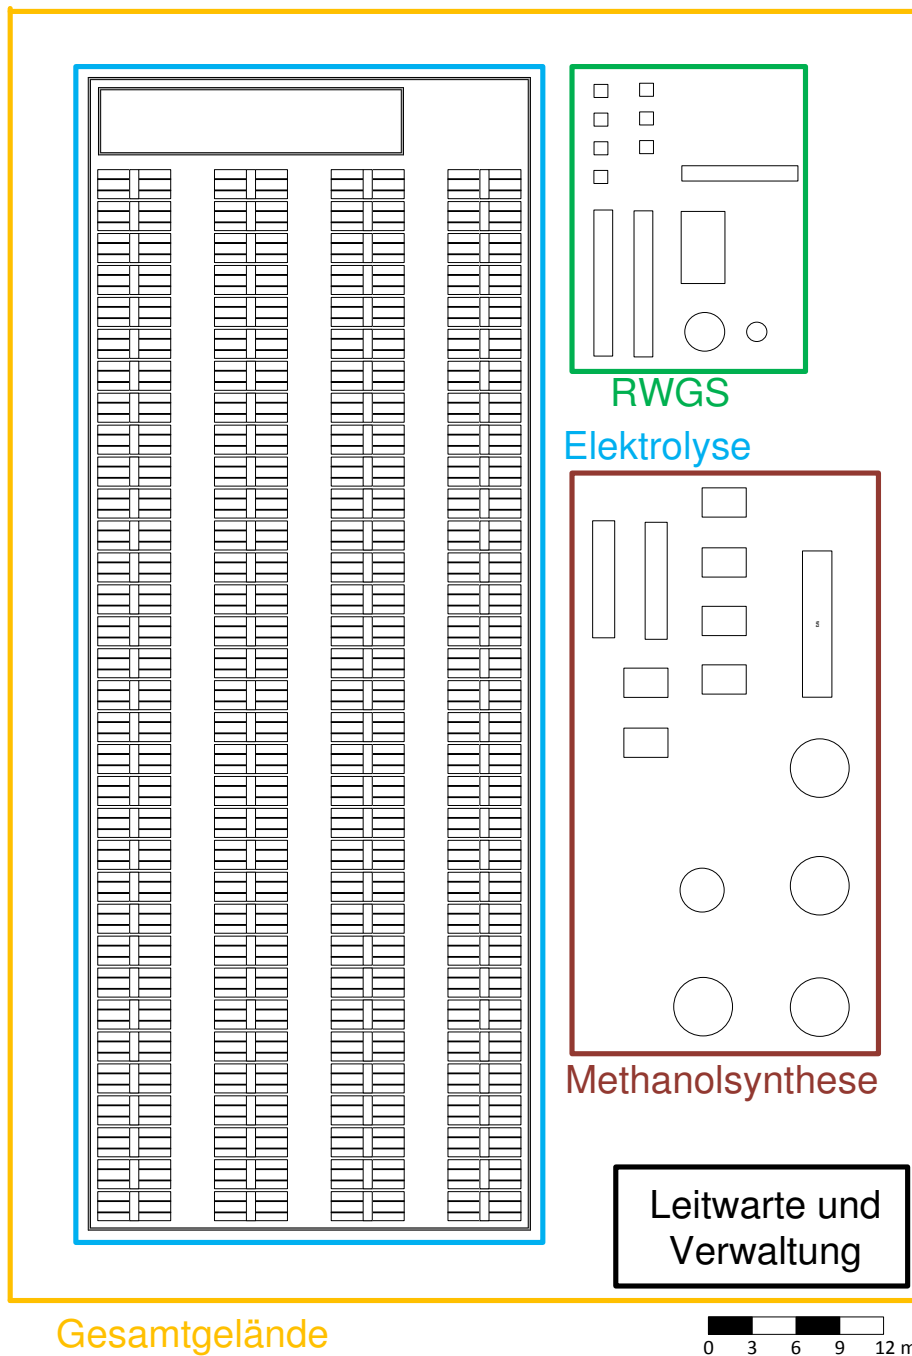 RWGS
Elektrolyse
Methanolsynthese
Leitwarte und
Verwaltung
Gesamtgelände
0 3 6 9 12 m